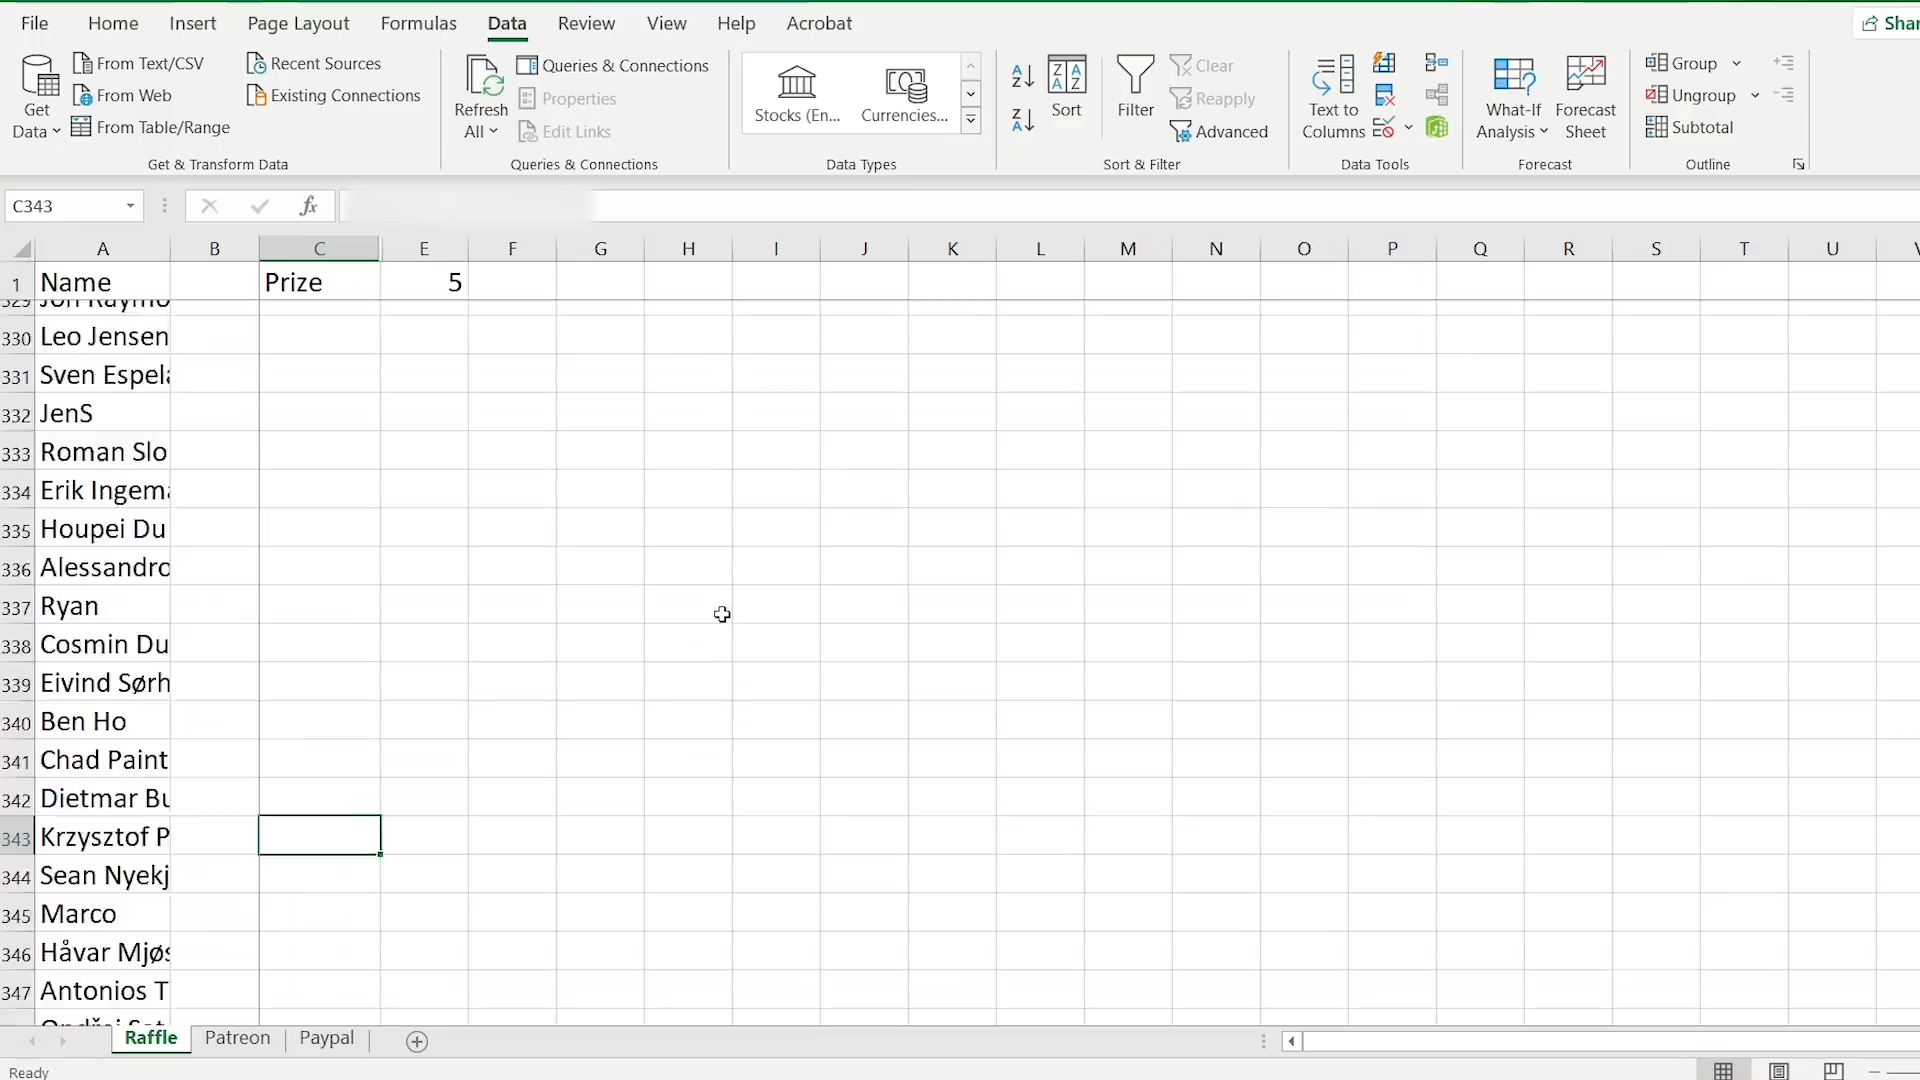 File Home Insert Page Layout Formulas Data Review View Help Acrobat
Get Data
From Text/CSV
From Web
From Table/Range
Recent Sources
Existing Connections
Get & Transform Data
Refresh All
Queries & Connections
Properties
Edit Links
Queries & Connections
Stocks (En... Currencies...
Data Types
Sort
Filter
Clear
Reapply
Advanced
Sort & Filter
Text to Columns
Data Tools
What-If Analysis
Forecast Sheet
Forecast
Group
Ungroup
Subtotal
Outline
C343 fx
A B C E F G H I J K L M N O P Q R S T U
1 Name Prize 5
329
330 Leo Jensen
331 Sven Espela
332 JenS
333 Roman Slo
334 Erik Ingema
335 Houpei Du
336 Alessandro
337 Ryan
338 Cosmin Du
339 Eivind Sørh
340 Ben Ho
341 Chad Paint
342 Dietmar Bu
343 Krzysztof P
344 Sean Nyekj
345 Marco
346 Håvar Mjøs
347 Antonios T
Raffle Patreon Paypal
Ready